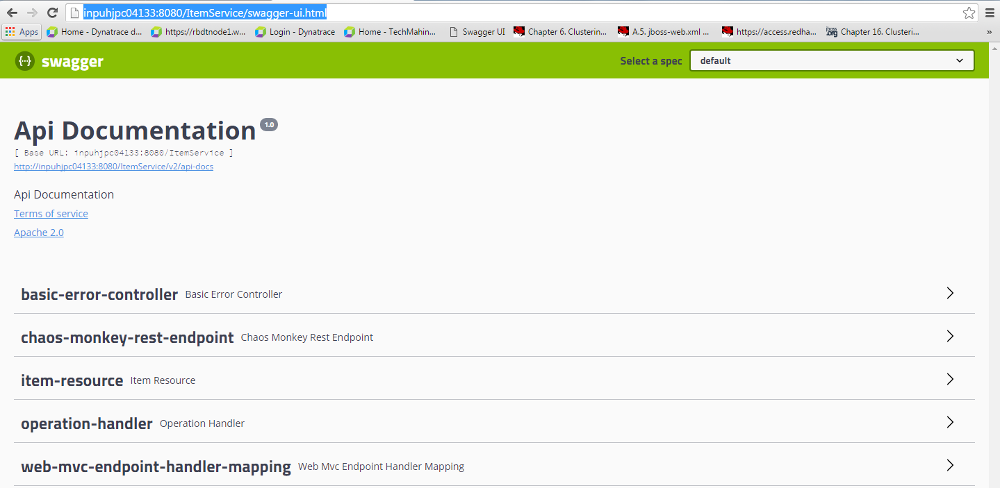 inpuhjpc04133:8080/ItemService/swagger-ui.html
Apps Home - Dynatrace d... https://rbdtnode1.w... Login - Dynatrace Home - TechMahin... Swagger UI Chapter 6. Clusterin... A.5. jboss-web.xml ... https://access.redha... Chapter 16. Clusteri... »
{··} swagger Select a spec default
Api Documentation 1.0
[ Base URL: inpuhjpc04133:8080/ItemService ]
http://inpuhjpc04133:8080/ItemService/v2/api-docs
Api Documentation
Terms of service
Apache 2.0
basic-error-controller Basic Error Controller
chaos-monkey-rest-endpoint Chaos Monkey Rest Endpoint
item-resource Item Resource
operation-handler Operation Handler
web-mvc-endpoint-handler-mapping Web Mvc Endpoint Handler Mapping